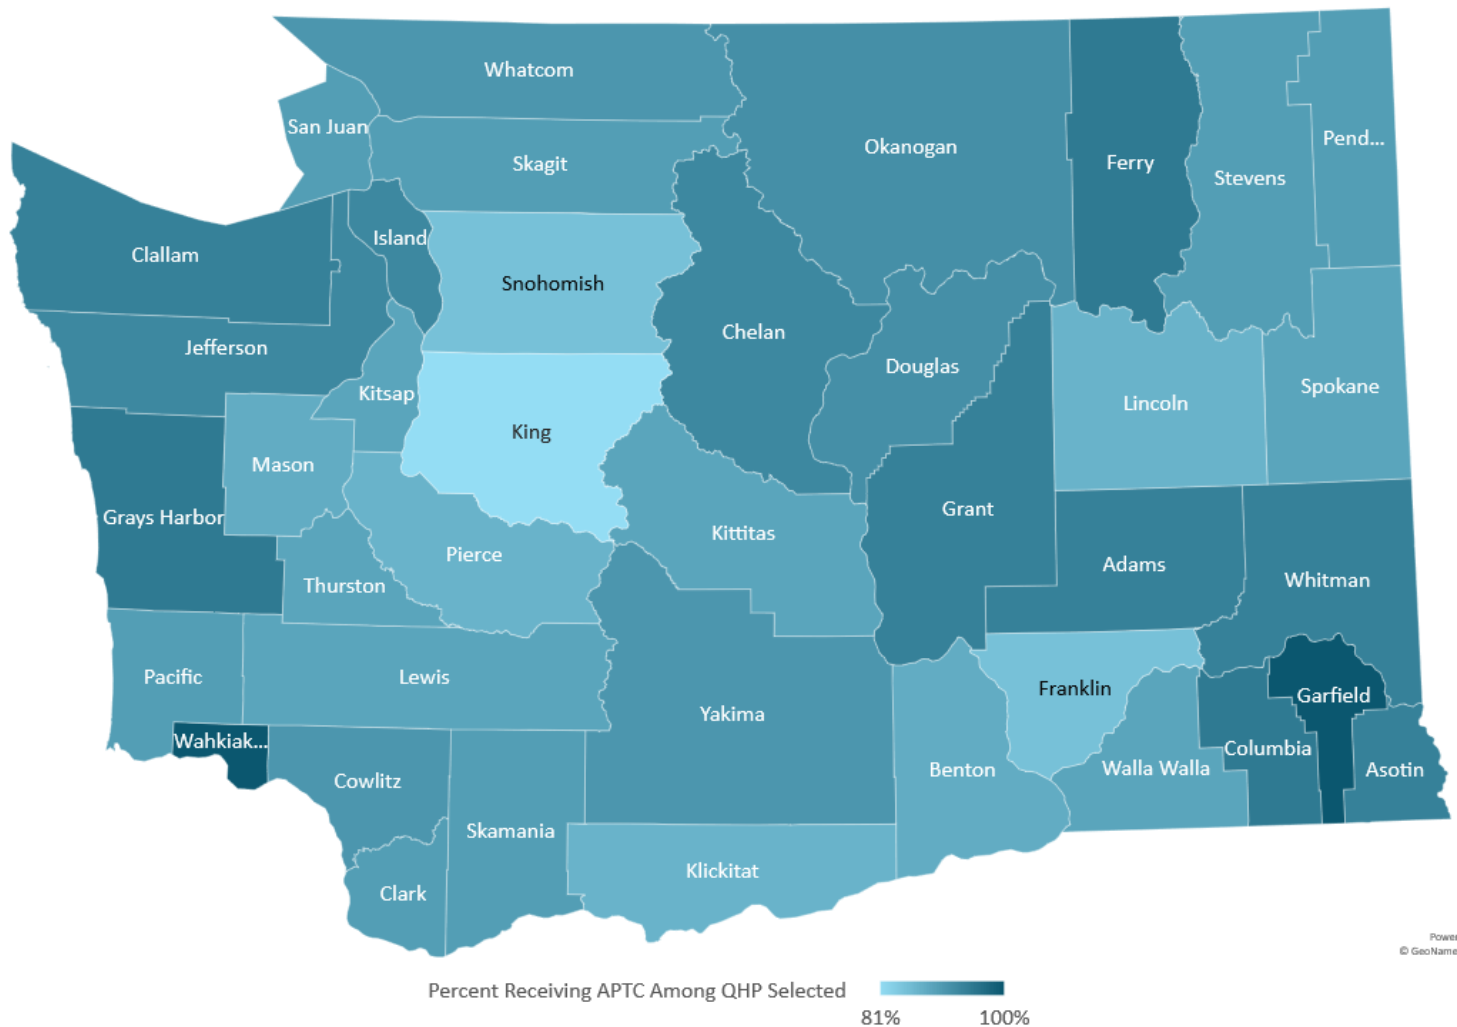 Whatcom
San Juan
Skagit
Okanogan
Ferry
Stevens
Pend...
Clallam
Island
Snohomish
Chelan
Jefferson
Kitsap
King
Douglas
Lincoln
Spokane
Mason
Grays Harbor
Grant
Kittitas
Pierce
Thurston
Adams
Whitman
Pacific
Lewis
Yakima
Franklin
Garfield
Wahkiak...
Columbia
Asotin
Cowlitz
Benton
Walla Walla
Skamania
Klickitat
Clark
Power
© GeoName
Percent Receiving APTC Among QHP Selected
81% 100%